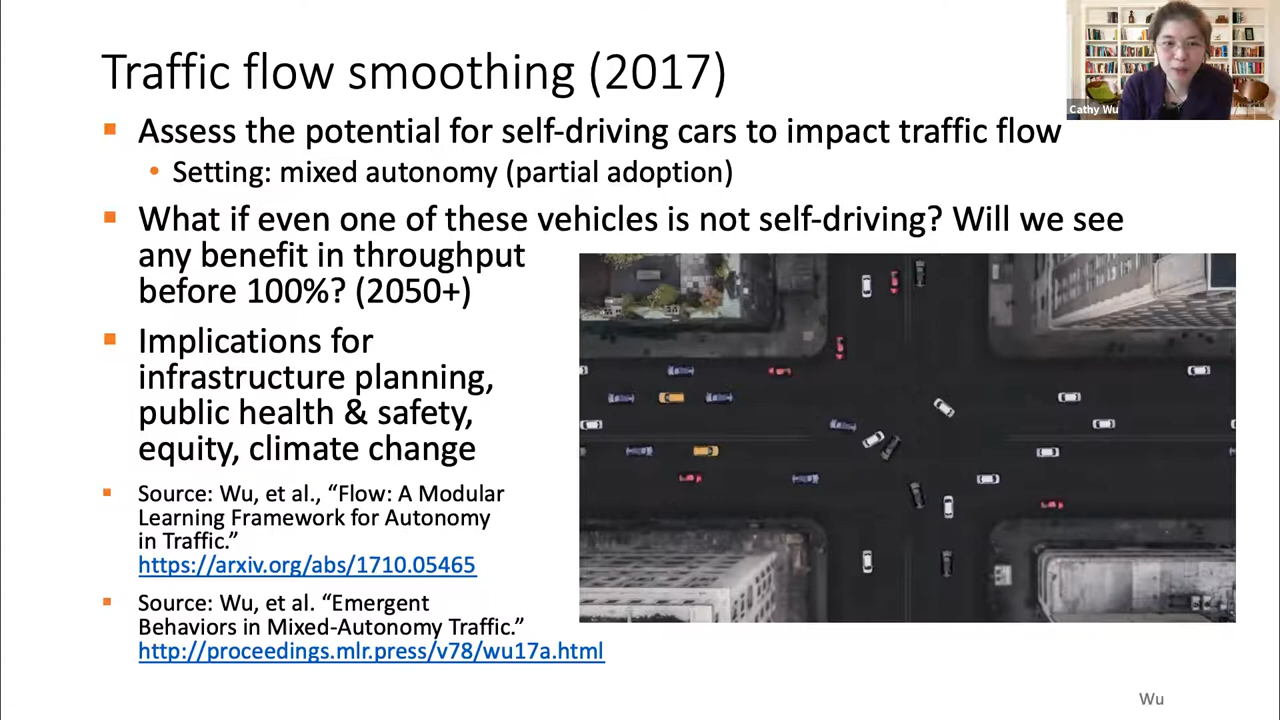 Traffic flow smoothing (2017)
Cathy Wu
Assess the potential for self-driving cars to impact traffic flow
Setting: mixed autonomy (partial adoption)
What if even one of these vehicles is not self-driving? Will we see
any benefit in throughput
before 100%? (2050+)
Implications for
infrastructure planning,
public health & safety,
equity, climate change
Source: Wu, et al., “Flow: A Modular
Learning Framework for Autonomy
in Traffic.”
https://arxiv.org/abs/1710.05465
Source: Wu, et al. “Emergent
Behaviors in Mixed-Autonomy Traffic.”
http://proceedings.mlr.press/v78/wu17a.html
Wu